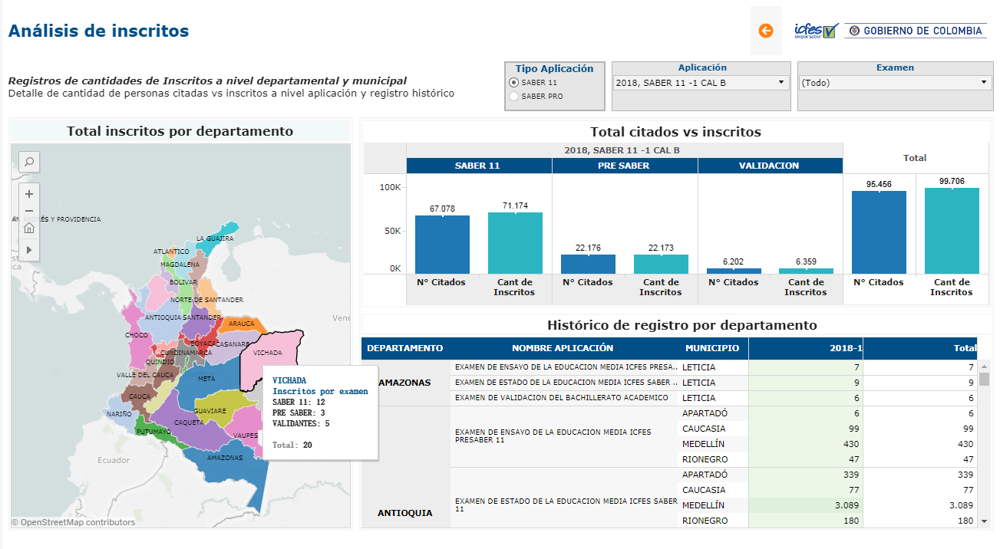 Análisis de inscritos
icfes
mejor saber
GOBIERNO DE COLOMBIA
Registros de cantidades de Inscritos a nivel departamental y municipal
Detalle de cantidad de personas citadas vs inscritos a nivel aplicación y registro histórico
Tipo Aplicación
SABER 11
SABER PRO
Aplicación
2018, SABER 11 -1 CAL B
Examen
(Todo)
Total inscritos por departamento
ÉS Y PROVIDENCIA
LA GUAJIRA
ATLANTICO
MAGDALENA
BOLIVAR
NORTE DE SANTANDER
ANTIOQUIA
SANTANDER
ARAUCA
CHOCO
BOYACA
CASANARE
CUNDINAMARCA
VICHADA
QUINDIO
VALLE DEL CAUCA
META
CAUCA
NARIÑO
GUAVIARE
CAQUETA
PUTUMAYO
VAUPES
AMAZONAS
Ecuador
Vene
© OpenStreetMap contributors
VICHADA
Inscritos por examen
SABER 11: 12
PRE SABER: 3
VALIDANTES: 5
Total: 20
Total citados vs inscritos
2018, SABER 11 -1 CAL B
Total
SABER 11
PRE SABER
VALIDACION
100K
50K
0K
67.078
71.174
22.176
22.173
6.202
6.359
95.456
99.706
N° Citados
Cant de
Inscritos
N° Citados
Cant de
Inscritos
N° Citados
Cant de
Inscritos
N° Citados
Cant de
Inscritos
Histórico de registro por departamento
DEPARTAMENTO NOMBRE APLICACIÓN MUNICIPIO 2018-1 Total
AMAZONAS
EXAMEN DE ENSAYO DE LA EDUCACION MEDIA ICFES PRESA.. LETICIA 7 7
EXAMEN DE ESTADO DE LA EDUCACION MEDIA ICFES SABER .. LETICIA 9 9
EXAMEN DE VALIDACION DEL BACHILLERATO ACADEMICO LETICIA 6 6
ANTIOQUIA
EXAMEN DE ENSAYO DE LA EDUCACION MEDIA ICFES
PRESABER 11
APARTADÓ 6 6
CAUCASIA 99 99
MEDELLÍN 430 430
RIONEGRO 47 47
EXAMEN DE ESTADO DE LA EDUCACION MEDIA ICFES SABER
11
APARTADÓ 339 339
CAUCASIA 77 77
MEDELLÍN 3.089 3.089
RIONEGRO 180 180